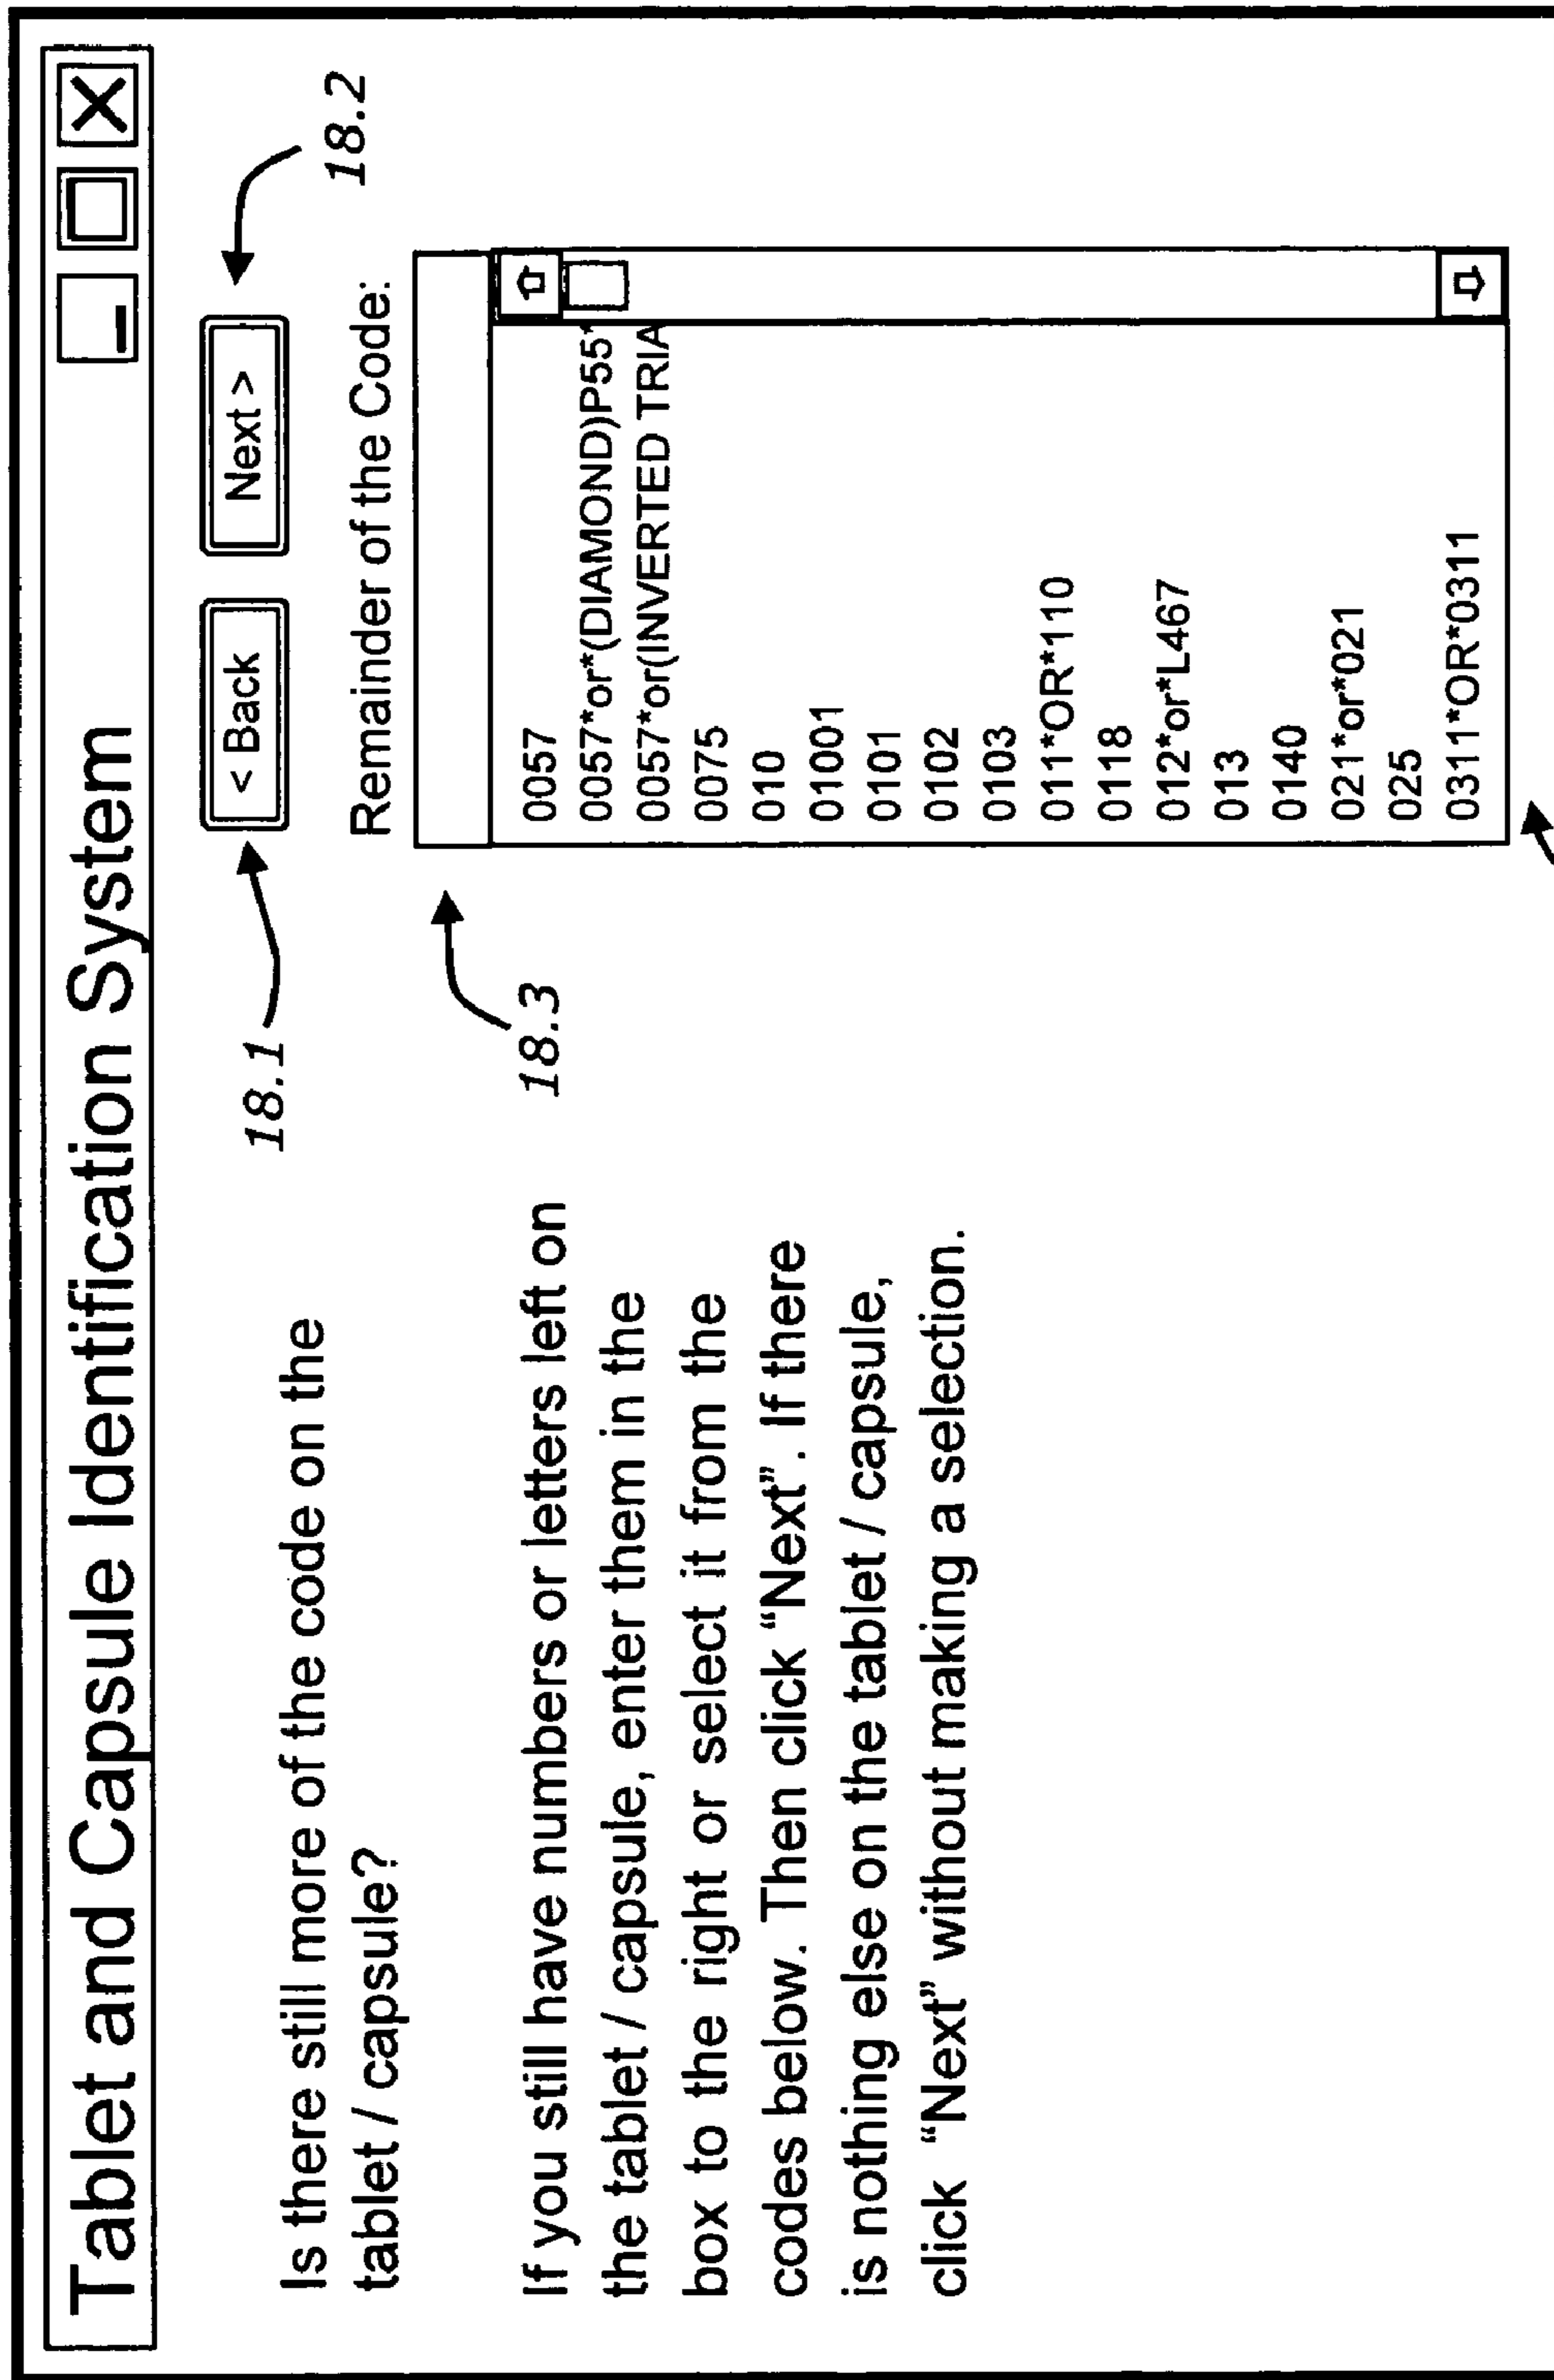 Tablet and Capsule Identification System
< Back
Next >
18.1
18.2
Is there still more of the code on the
tablet / capsule?
Remainder of the Code:
18.3
If you still have numbers or letters left on
the tablet / capsule, enter them in the
box to the right or select it from the
codes below. Then click “Next”. If there
is nothing else on the tablet / capsule,
click “Next” without making a selection.
0057
0057*or*(DIAMOND)P55*
0057*or(INVERTED TRIA
0075
010
01001
0101
0102
0103
011*OR*110
0118
012*or*L467
013
0140
021*or*021
025
0311*OR*0311